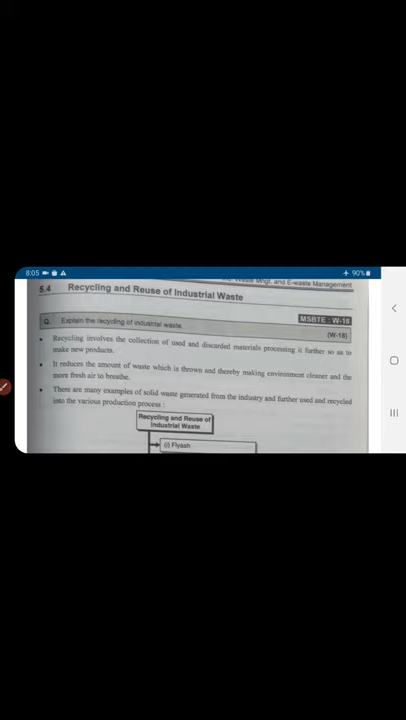 8:05
90%
Waste Mngt. and E-waste Management
5.4 Recycling and Reuse of Industrial Waste
MSBTE : W-18
Q. Explain the recycling of industrial waste.
(W-18)
• Recycling involves the collection of used and discarded materials processing it further so as to
make new products.
• It reduces the amount of waste which is thrown and thereby making environment cleaner and the
more fresh air to breathe.
• There are many examples of solid waste generated from the industry and further used and recycled
into the various production process :
Recycling and Reuse of
Industrial Waste
(i) Flyash